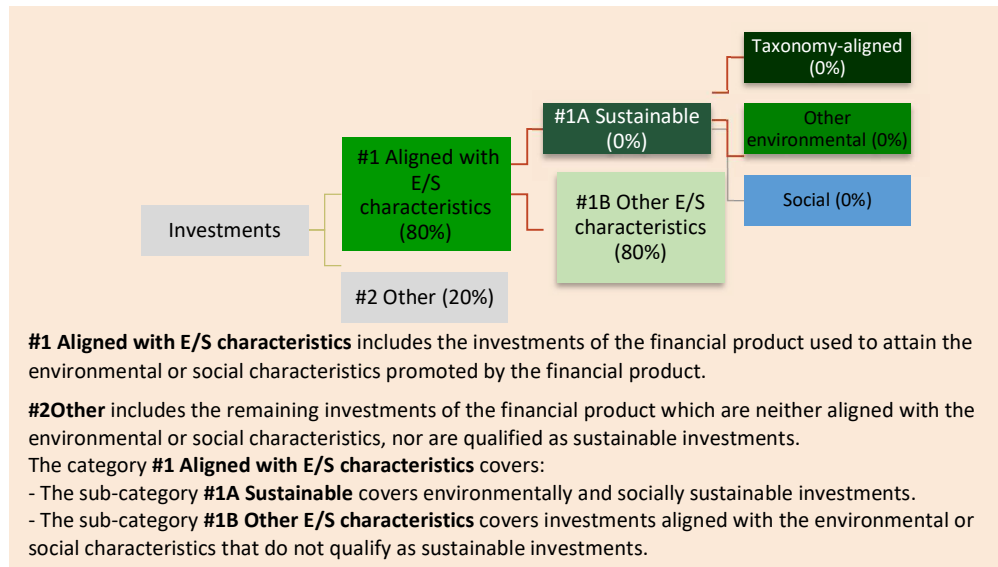 Taxonomy-aligned
(0%)
#1A Sustainable
(0%)
Other
environmental (0%)
#1 Aligned with
E/S
characteristics
(80%)
#1B Other E/S
characteristics
(80%)
Social (0%)
Investments
#2 Other (20%)
#1 Aligned with E/S characteristics includes the investments of the financial product used to attain the
environmental or social characteristics promoted by the financial product.
#2Other includes the remaining investments of the financial product which are neither aligned with the
environmental or social characteristics, nor are qualified as sustainable investments.
The category #1 Aligned with E/S characteristics covers:
- The sub-category #1A Sustainable covers environmentally and socially sustainable investments.
- The sub-category #1B Other E/S characteristics covers investments aligned with the environmental or
social characteristics that do not qualify as sustainable investments.